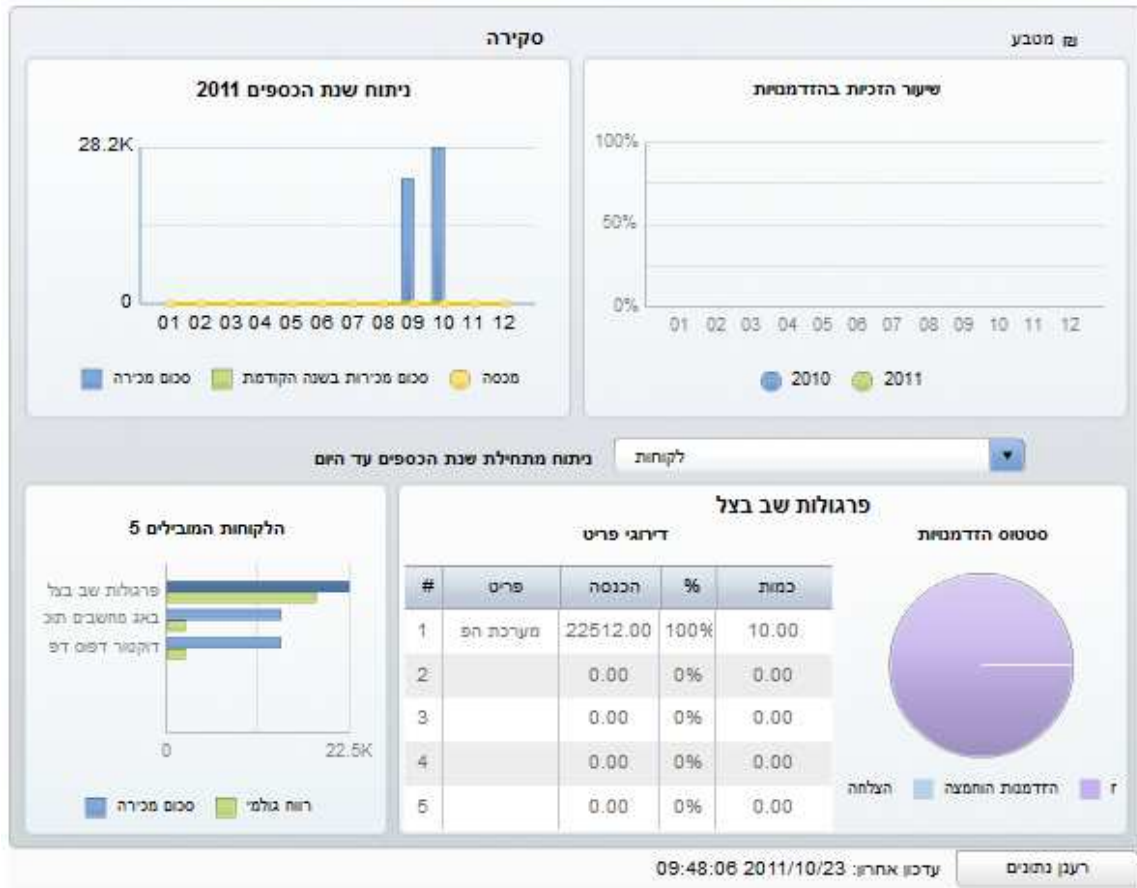 ₪ מטבע
סקירה
שיעור הזכיות בהזדמנויות
100%
50%
0%
01 02 03 04 05 06 07 08 09 10 11 12
2010 2011
ניתוח שנת הכספים 2011
28.2K
0
01 02 03 04 05 06 07 08 09 10 11 12
סכום מכירה סכום מכירות בשנה הקודמת מכסה
ניתוח מתחילת שנת הכספים עד היום
לקוחות
פרגולות שב בצל
סטטוס הזדמנויות
הצלחה הזדמנות הוחמצה ז
דירוגי פריט
# פריט הכנסה % כמות
1 מערכת הפ 22512.00 100% 10.00
2 0.00 0% 0.00
3 0.00 0% 0.00
4 0.00 0% 0.00
5 0.00 0% 0.00
הלקוחות המובילים 5
פרגולות שב בצל
באג מחשבים תוכ
דוקטור דפוס דפ
0 22.5K
סכום מכירה רווח גולמי
רענן נתונים
עדכון אחרון: 2011/10/23 09:48:06